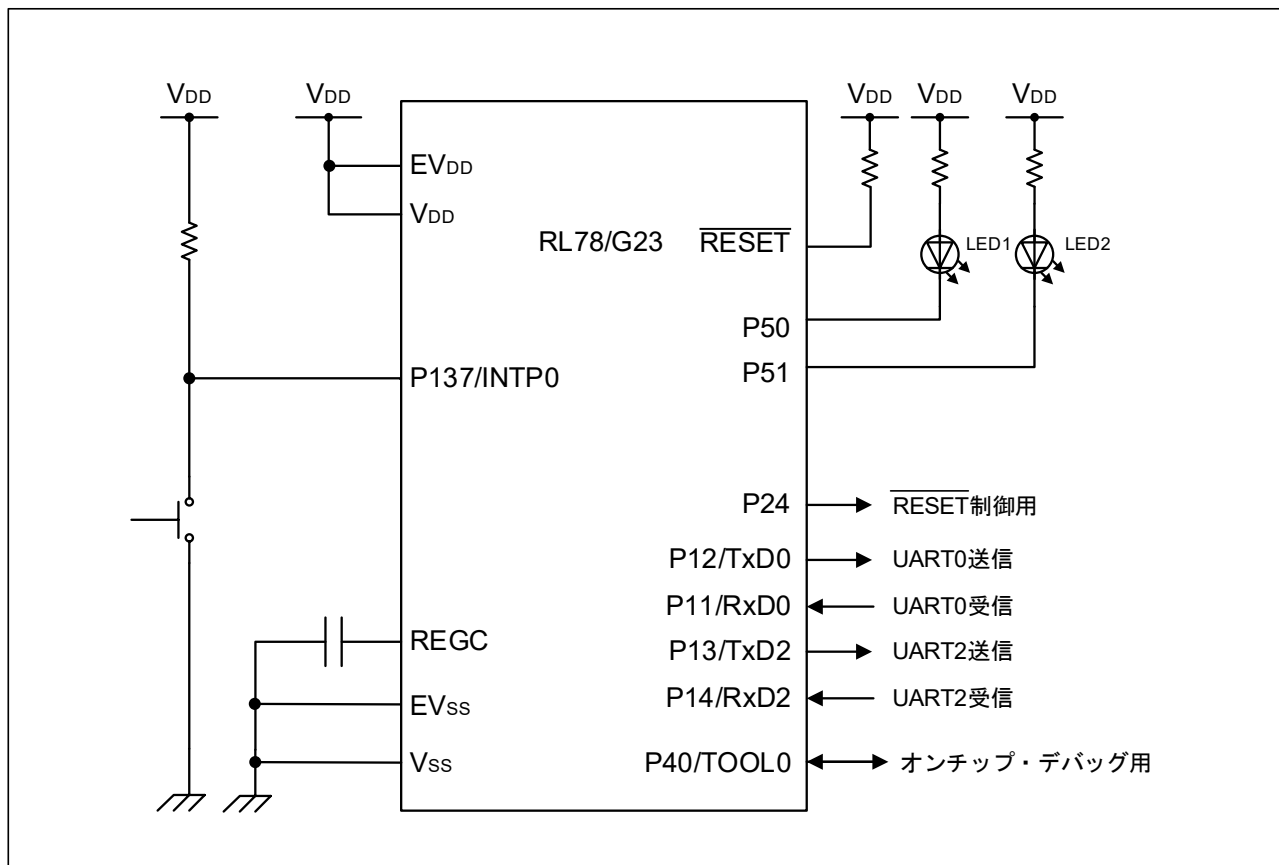 VDD
VDD
VDD
VDD
VDD
EVDD
VDD
RL78/G23
RESET
LED1
LED2
P50
P51
P137/INTP0
P24
RESET制御用
P12/TxD0
UART0送信
P11/RxD0
UART0受信
REGC
P13/TxD2
UART2送信
P14/RxD2
UART2受信
EVSS
VSS
P40/TOOL0
オンチップ・デバッグ用